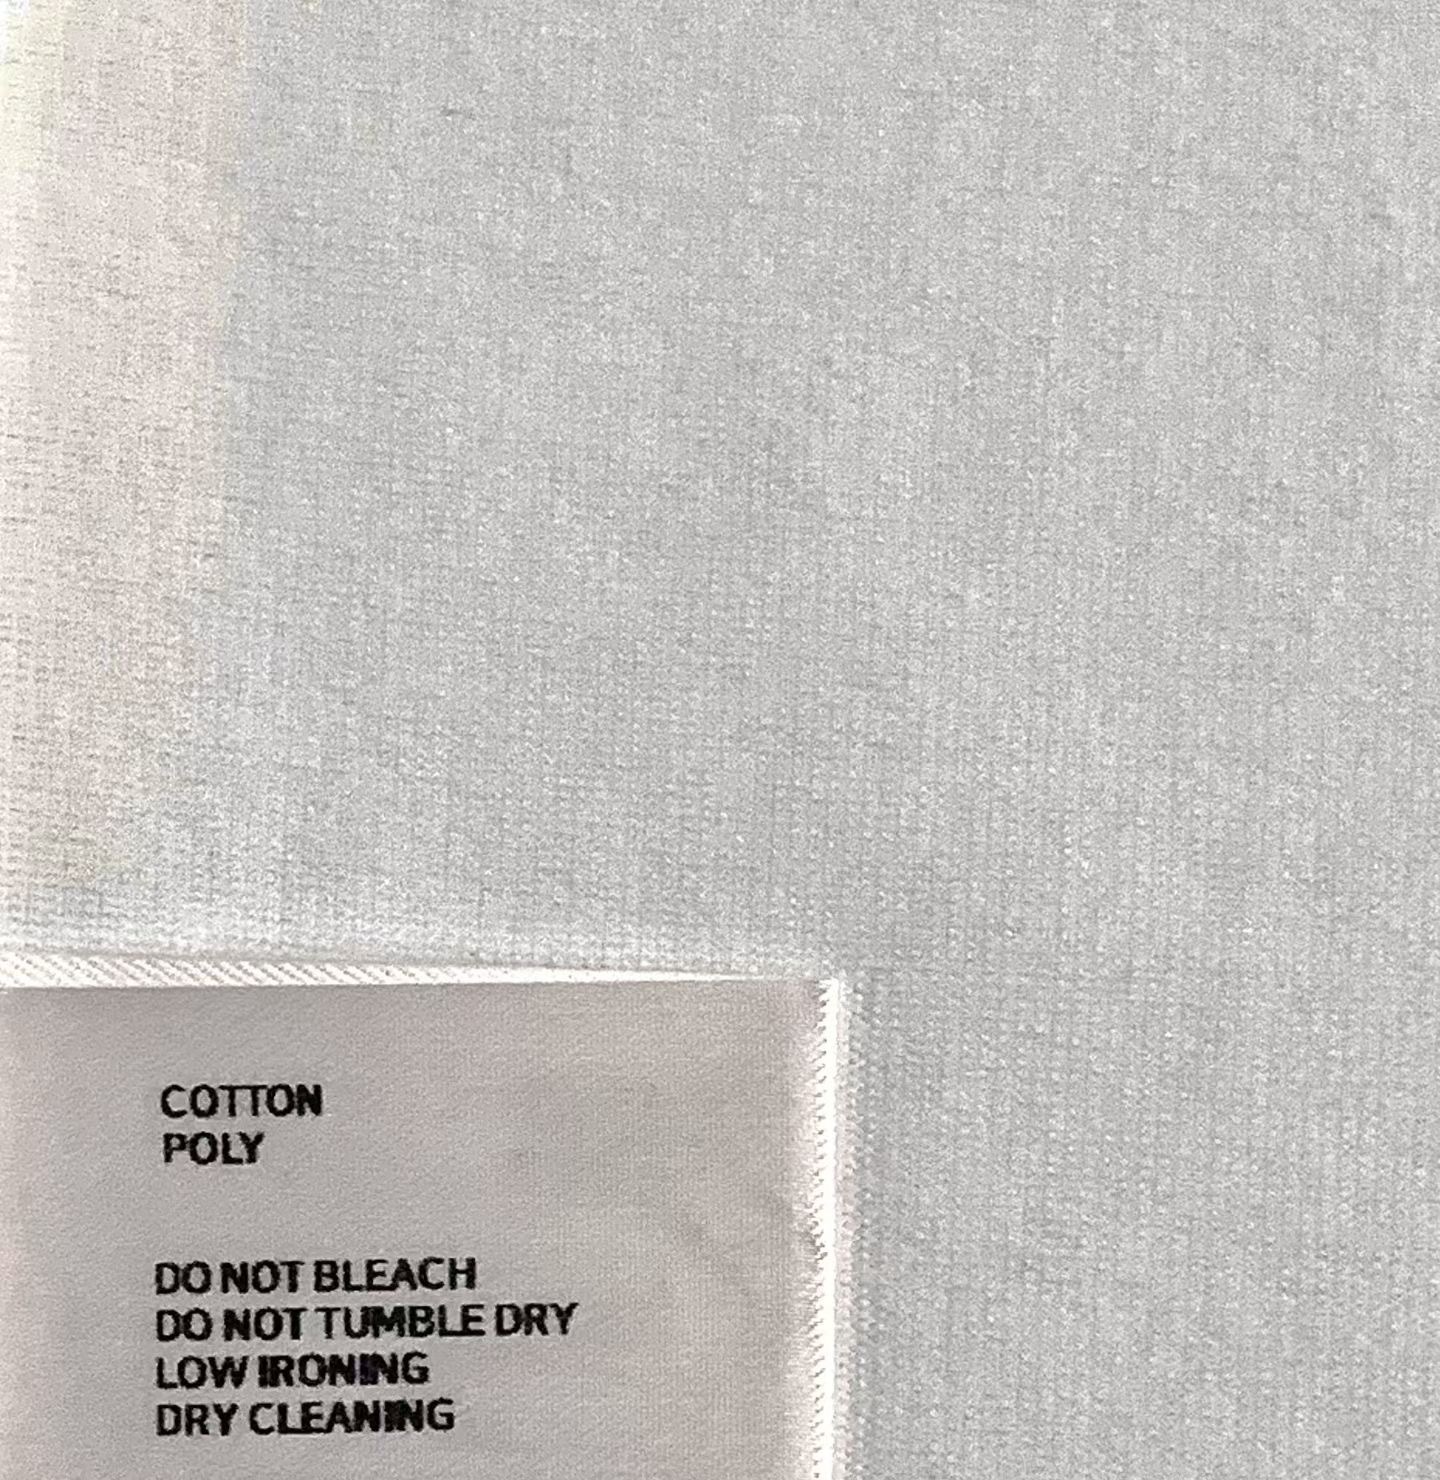 COTTON
POLY
DO NOT BLEACH
DO NOT TUMBLE DRY
LOW IRONING
DRY CLEANING